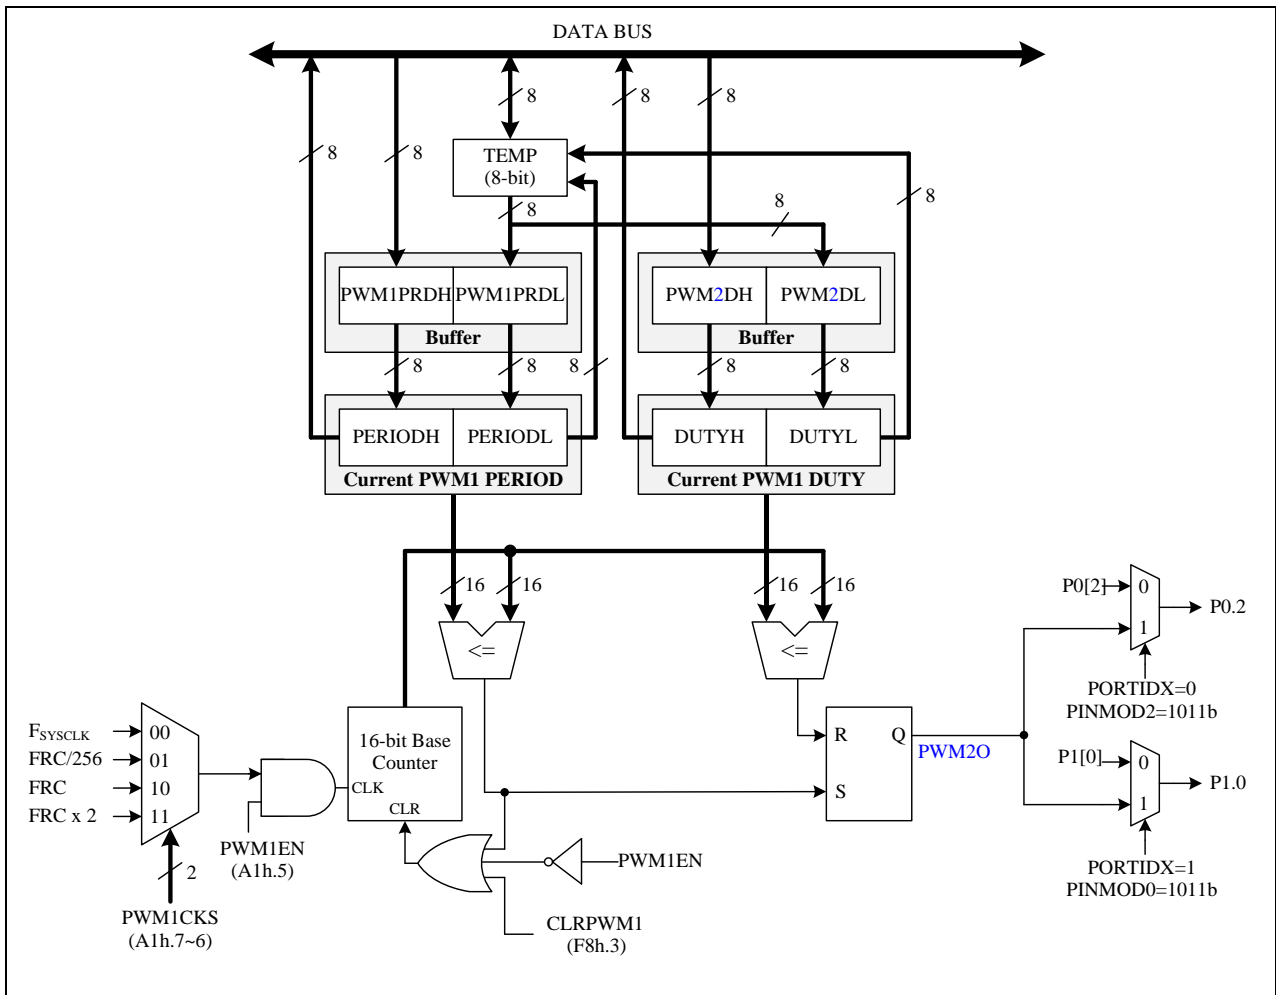 DATA BUS
8
8
8
8
8
TEMP
(8-bit)
8
8
8
PWM1PRDH
PWM1PRDL
Buffer
PWM2DH
PWM2DL
Buffer
8
8
8
8
8
PERIODH
PERIODL
Current PWM1 PERIOD
DUTYH
DUTYL
Current PWM1 DUTY
16
16
16
16
<=
<=
P0[2]
0
1
P0.2
PORTIDX=0
PINMOD2=1011b
FSYSCLK
FRC/256
FRC
FRC x 2
00
01
10
11
16-bit Base
Counter
CLK
CLR
R
S
Q
PWM2O
P1[0]
0
1
P1.0
PORTIDX=1
PINMOD0=1011b
PWM1EN
(A1h.5)
2
PWM1CKS
(A1h.7~6)
PWM1EN
CLRPWM1
(F8h.3)